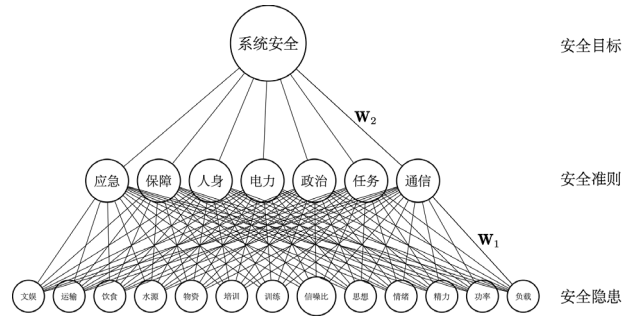 系统安全
安全目标
W2
应急 保障 人身 电力 政治 任务 通信
安全准则
W1
文娱 运输 饮食 水源 物资 培训 训练 信噪比 思想 情绪 精力 功率 负载
安全隐患